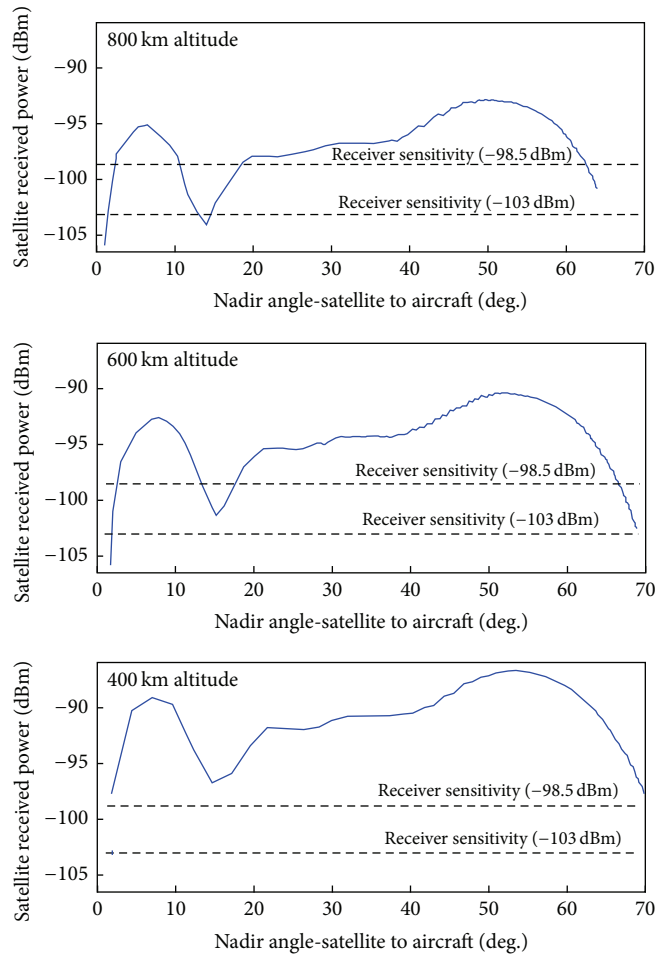 800 km altitude
Satellite received power (dBm)
−90
−95
−100
−105
Receiver sensitivity (−98.5 dBm)
Receiver sensitivity (−103 dBm)
0 10 20 30 40 50 60 70
Nadir angle-satellite to aircraft (deg.)
600 km altitude
Satellite received power (dBm)
−90
−95
−100
−105
Receiver sensitivity (−98.5 dBm)
Receiver sensitivity (−103 dBm)
0 10 20 30 40 50 60 70
Nadir angle-satellite to aircraft (deg.)
400 km altitude
Satellite received power (dBm)
−90
−95
−100
−105
Receiver sensitivity (−98.5 dBm)
Receiver sensitivity (−103 dBm)
0 10 20 30 40 50 60 70
Nadir angle-satellite to aircraft (deg.)